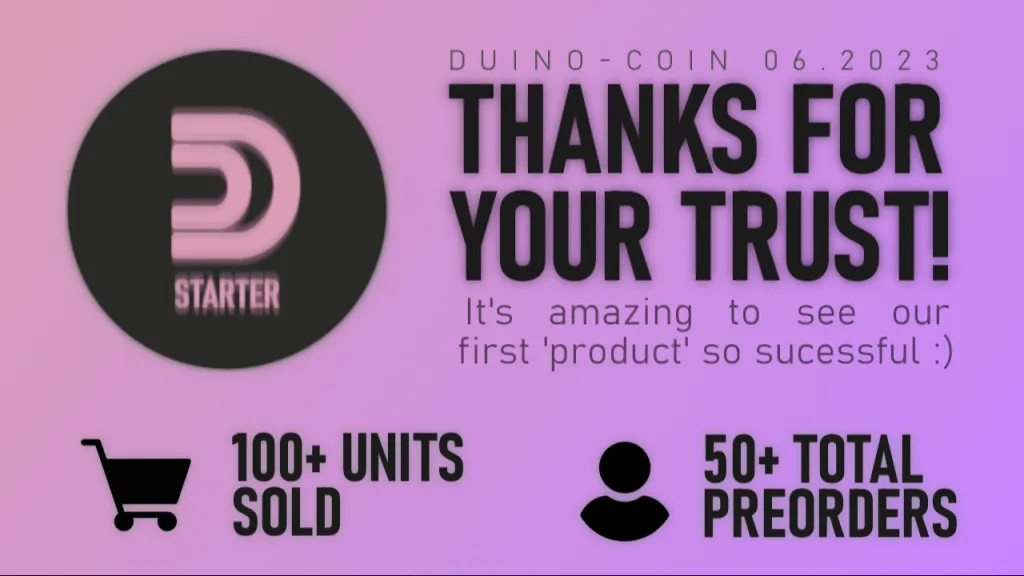 DUINO-COIN 06.2023
THANKS FOR
YOUR TRUST!
It's amazing to see our
first 'product' so sucessful :)
STARTER
100+ UNITS
SOLD
50+ TOTAL
PREORDERS